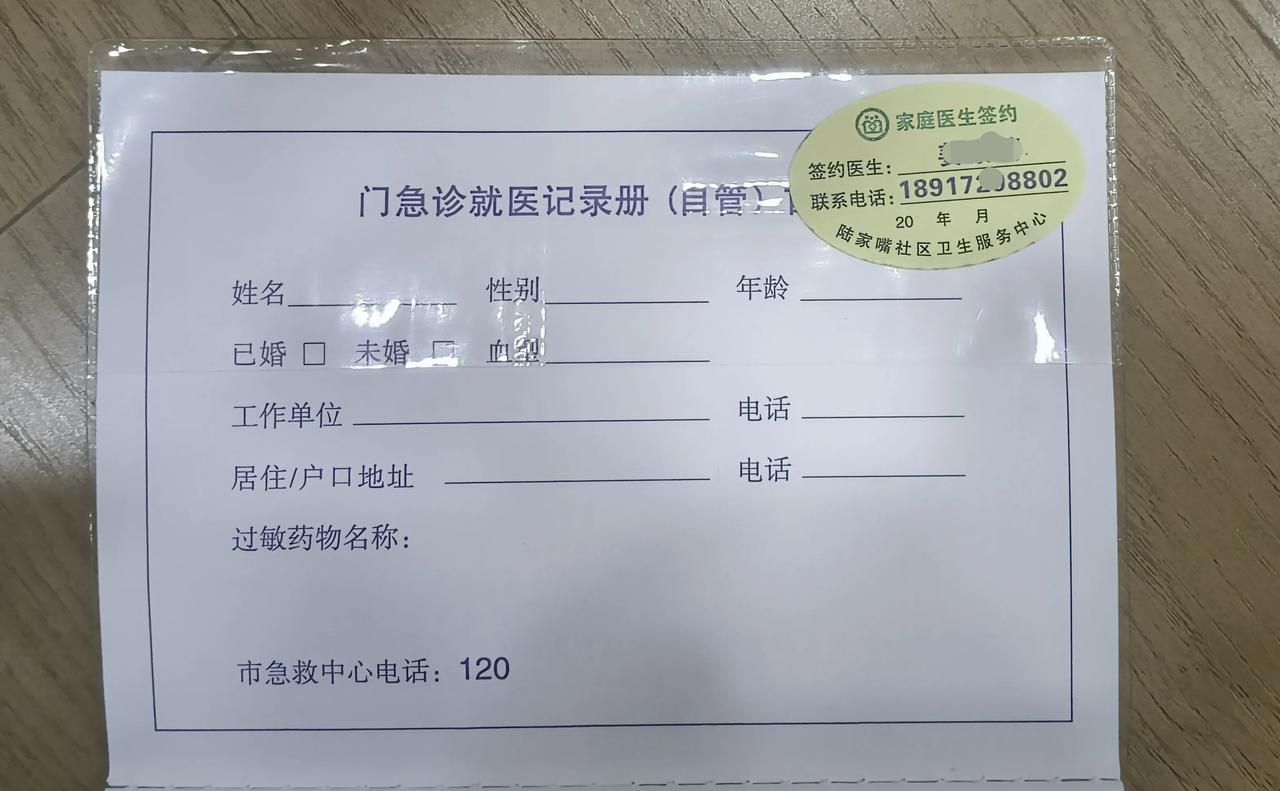 家庭医生签约
签约医生：
联系电话：18917208802
20 年 月
陆家嘴社区卫生服务中心
门急诊就医记录册（自管）
姓名 性别 年龄
已婚 □ 未婚 □ 血型
工作单位 电话
居住/户口地址 电话
过敏药物名称：
市急救中心电话：120